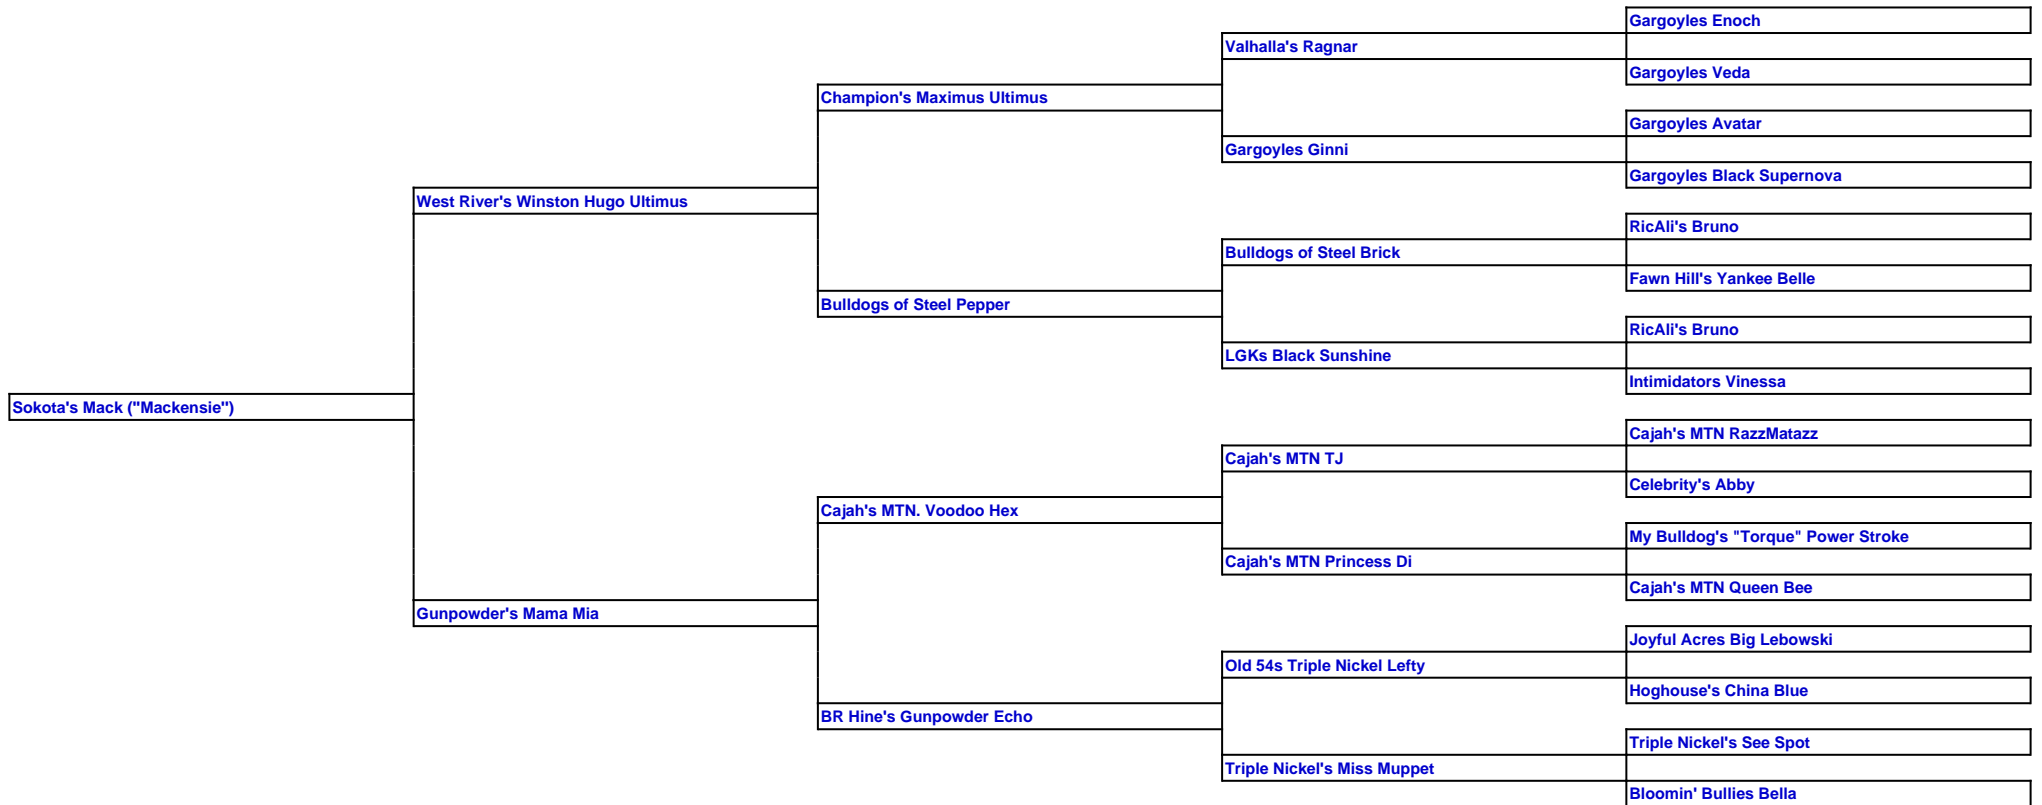 Gargoyles Enoch
Valhalla's Ragnar
Gargoyles Veda
Champion's Maximus Ultimus
Gargoyles Avatar
Gargoyles Ginni
Gargoyles Black Supernova
West River's Winston Hugo Ultimus
RicAli's Bruno
Bulldogs of Steel Brick
Fawn Hill's Yankee Belle
Bulldogs of Steel Pepper
RicAli's Bruno
LGKs Black Sunshine
Intimidators Vinessa
Sokota's Mack ("Mackensie")
Cajah's MTN RazzMatazz
Cajah's MTN TJ
Celebrity's Abby
Cajah's MTN. Voodoo Hex
My Bulldog's "Torque" Power Stroke
Cajah's MTN Princess Di
Cajah's MTN Queen Bee
Gunpowder's Mama Mia
Joyful Acres Big Lebowski
Old 54s Triple Nickel Lefty
Hoghouse's China Blue
BR Hine's Gunpowder Echo
Triple Nickel's See Spot
Triple Nickel's Miss Muppet
Bloomin' Bullies Bella